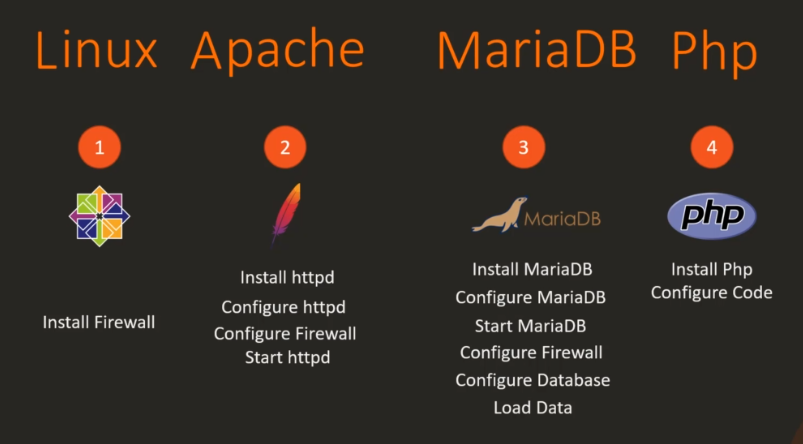 Linux Apache MariaDB Php
1 2 3 4
MariaDB
php
Install Firewall
Install httpd
Configure httpd
Configure Firewall
Start httpd
Install MariaDB
Configure MariaDB
Start MariaDB
Configure Firewall
Configure Database
Load Data
Install Php
Configure Code